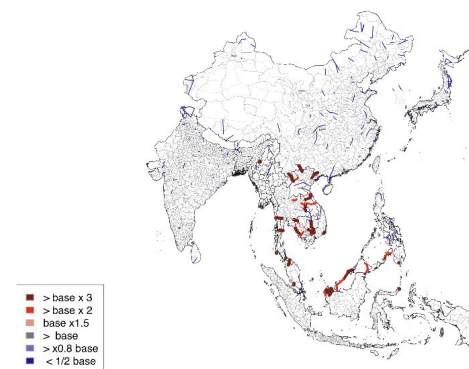 > base x 3
> base x 2
base x1.5
> base
> x0.8 base
< 1/2 base